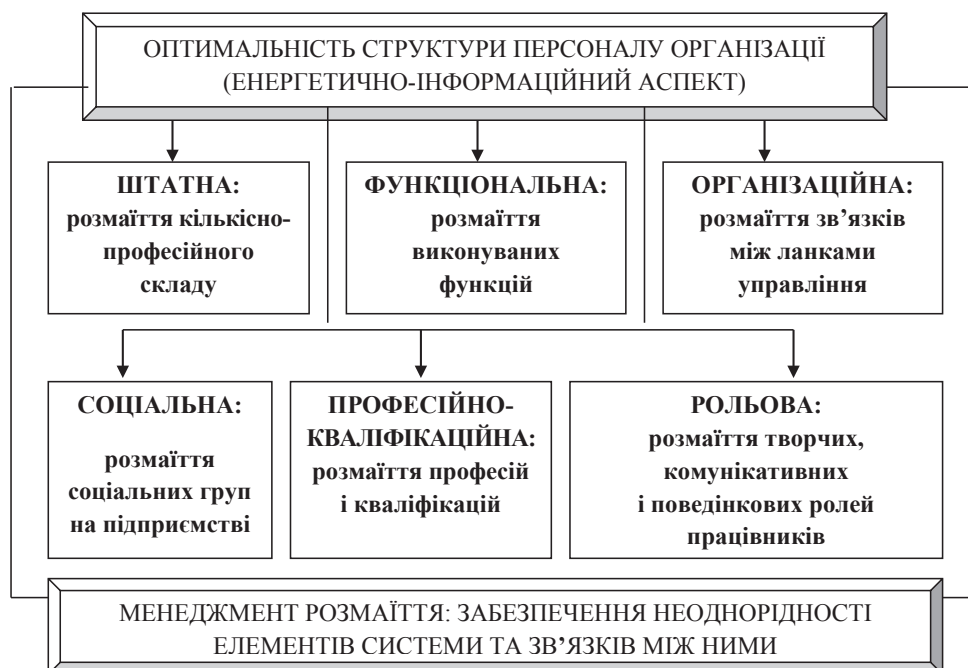 ОПТИМАЛЬНІСТЬ СТРУКТУРИ ПЕРСОНАЛУ ОРГАНІЗАЦІЇ
(ЕНЕРГЕТИЧНО-ІНФОРМАЦІЙНИЙ АСПЕКТ)
ШТАТНА:
розмаїття кількісно-
професійного
складу
ФУНКЦІОНАЛЬНА:
розмаїття
виконуваних
функцій
ОРГАНІЗАЦІЙНА:
розмаїття зв’язків
між ланками
управління
СОЦІАЛЬНА:
розмаїття
соціальних груп
на підприємстві
ПРОФЕСІЙНО-
КВАЛІФІКАЦІЙНА:
розмаїття професій
і кваліфікацій
РОЛЬОВА:
розмаїття творчих,
комунікативних
і поведінкових ролей
працівників
МЕНЕДЖМЕНТ РОЗМАЇТТЯ: ЗАБЕЗПЕЧЕННЯ НЕОДНОРІДНОСТІ
ЕЛЕМЕНТІВ СИСТЕМИ ТА ЗВ’ЯЗКІВ МІЖ НИМИ